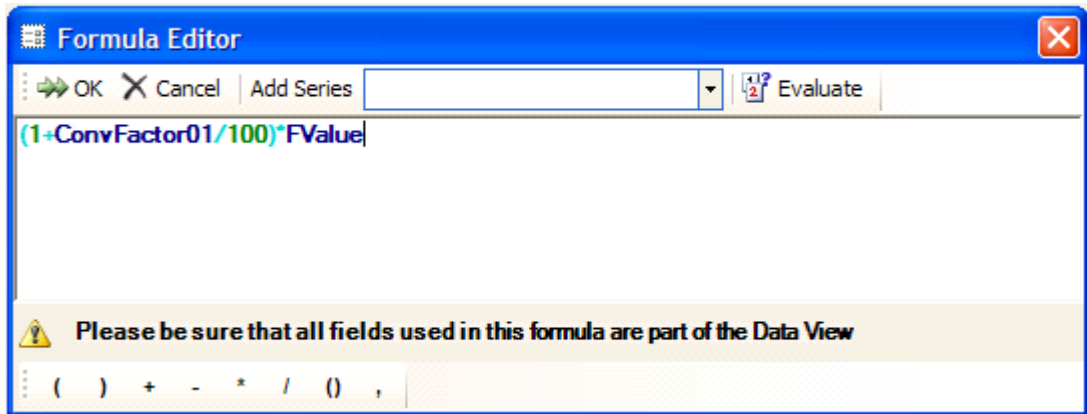 Formula Editor
OK Cancel Add Series Evaluate
(1+ConvFactor01/100)*FValue
Please be sure that all fields used in this formula are part of the Data View
( ) + - * / () ,